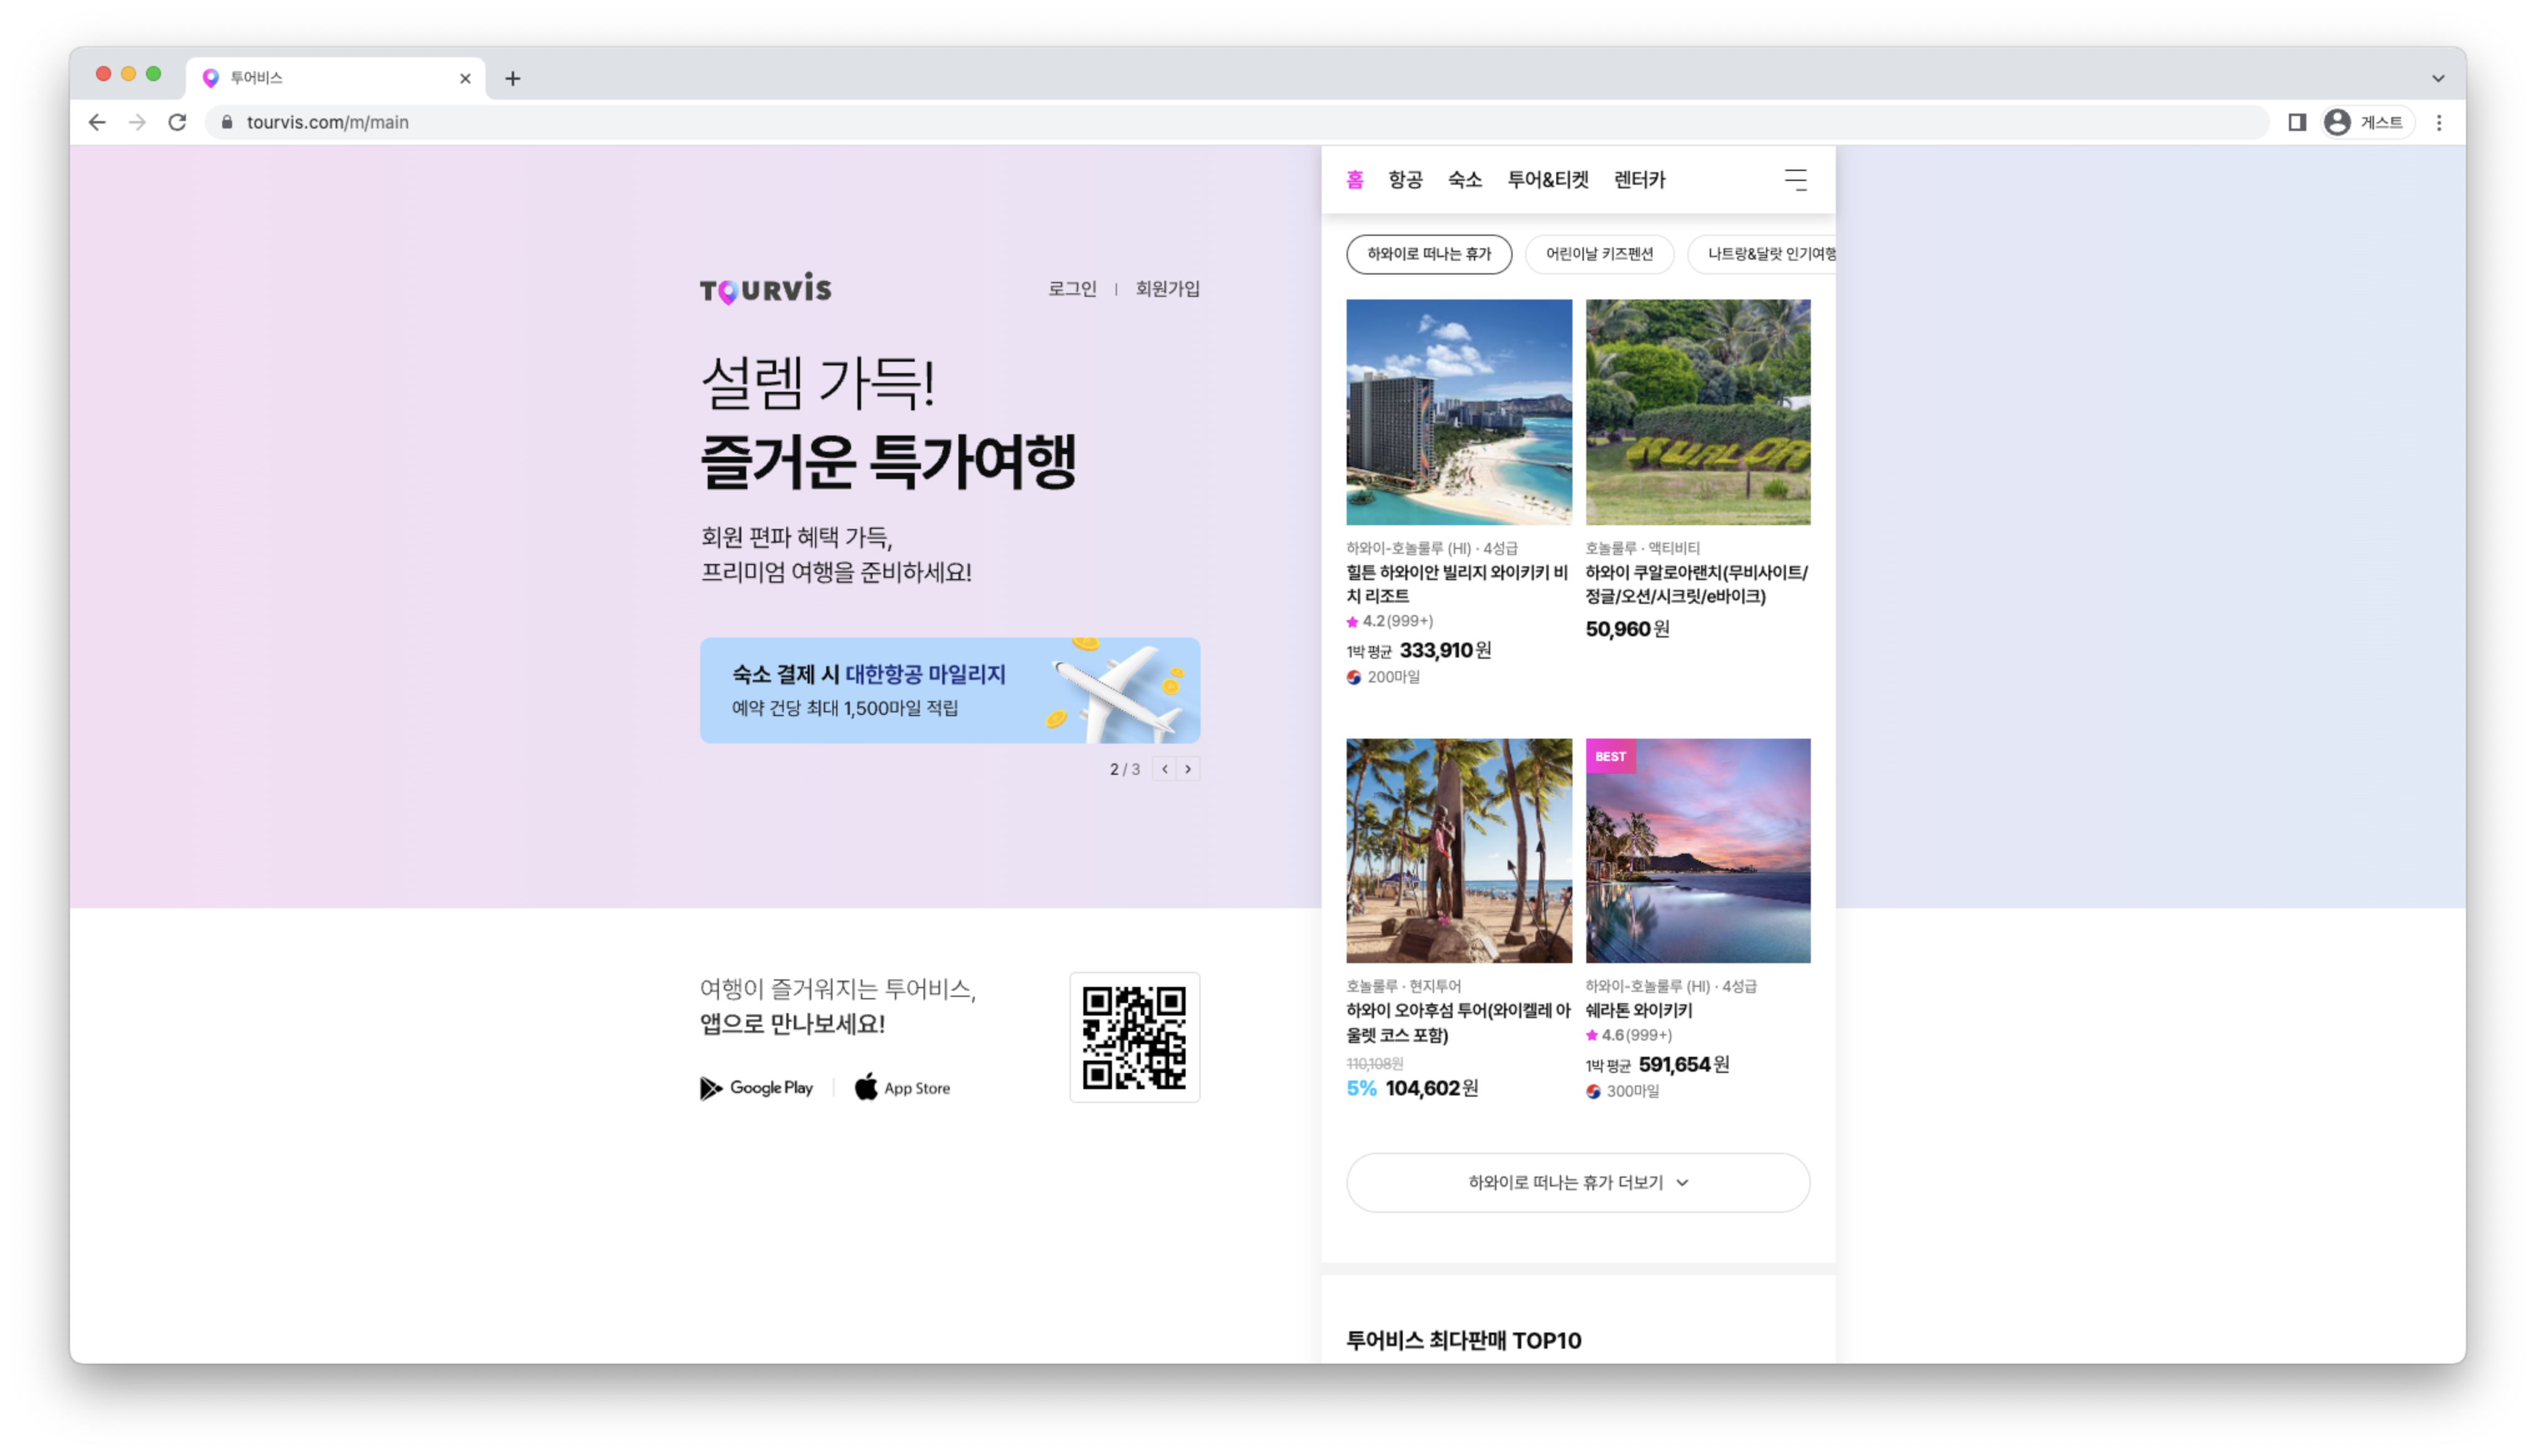 투어비스
tourvis.com/m/main
게스트
TOURVIS
로그인 | 회원가입
설렘 가득!
즐거운 특가여행
회원 편파 혜택 가득,
프리미엄 여행을 준비하세요!
숙소 결제 시 대한항공 마일리지
예약 건당 최대 1,500마일 적립
2 / 3
여행이 즐거워지는 투어비스,
앱으로 만나보세요!
Google Play | App Store
홈 항공 숙소 투어&티켓 렌터카
하와이로 떠나는 휴가 어린이날 키즈펜션 나트랑&달랏 인기여행
하와이-호놀룰루 (HI) · 4성급
힐튼 하와이안 빌리지 와이키키 비
치 리조트
4.2(999+)
1박 평균 333,910원
200마일
KUALOA
호놀룰루 · 액티비티
하와이 쿠알로아랜치(무비사이트/
정글/오션/시크릿/e바이크)
50,960원
호놀룰루 · 현지투어
하와이 오아후섬 투어(와이켈레 아
울렛 코스 포함)
110,108원
5% 104,602원
BEST
하와이-호놀룰루 (HI) · 4성급
쉐라톤 와이키키
4.6(999+)
1박 평균 591,654원
300마일
하와이로 떠나는 휴가 더보기
투어비스 최다판매 TOP10